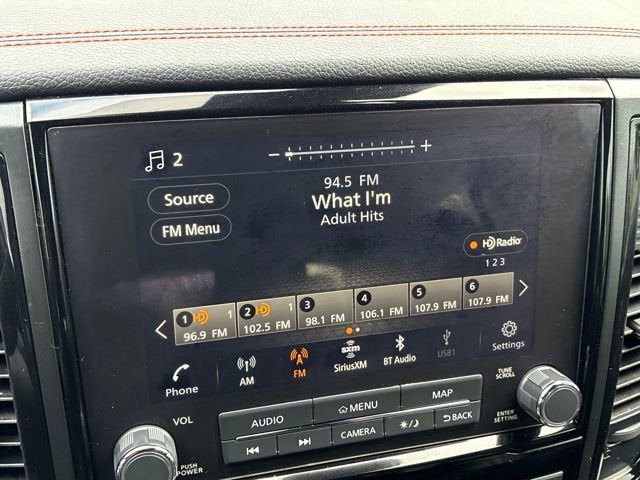 2
− +
94.5 FM
Source
What I'm
Adult Hits
FM Menu
HD Radio
1 2 3
1 HD 1 96.9 FM
2 HD 1 102.5 FM
3 98.1 FM
4 106.1 FM
5 107.9 FM
6 107.9 FM
Phone
AM
FM
sxm
SiriusXM
BT Audio
USB1
Settings
VOL
AUDIO
MENU
MAP
TUNE
SCROLL
CAMERA
BACK
ENTER
SETTING
PUSH
POWER